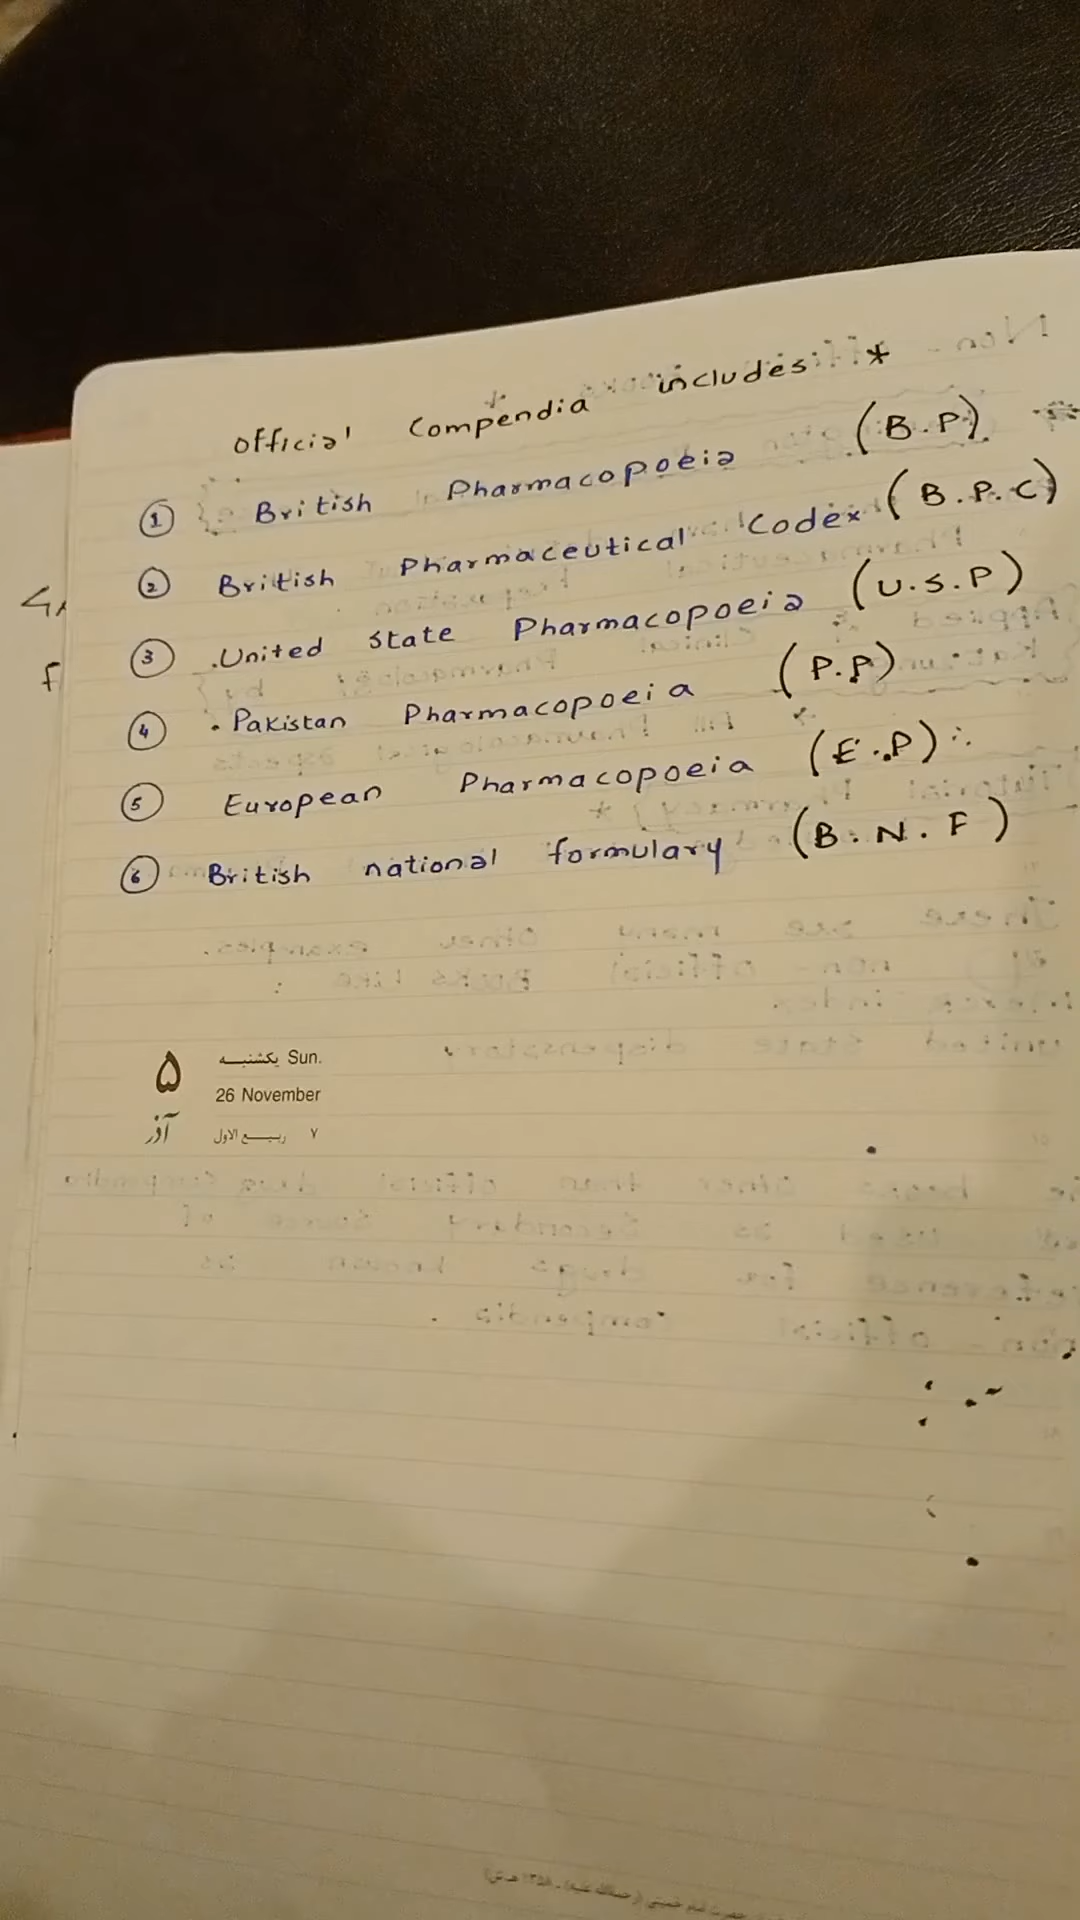 official Compendia includes: *
1 British Pharmacopoeia (B.P)
2 British Pharmaceutical Codex (B.P.C)
3 .United State Pharmacopoeia (U.S.P)
4 . Pakistan Pharmacopoeia (P.P)
5 European Pharmacopoeia (E.P)
6 British national formulary (B.N.F)
۵ یکشنبه Sun.
26 November
آذر ۷ ربیع الاول